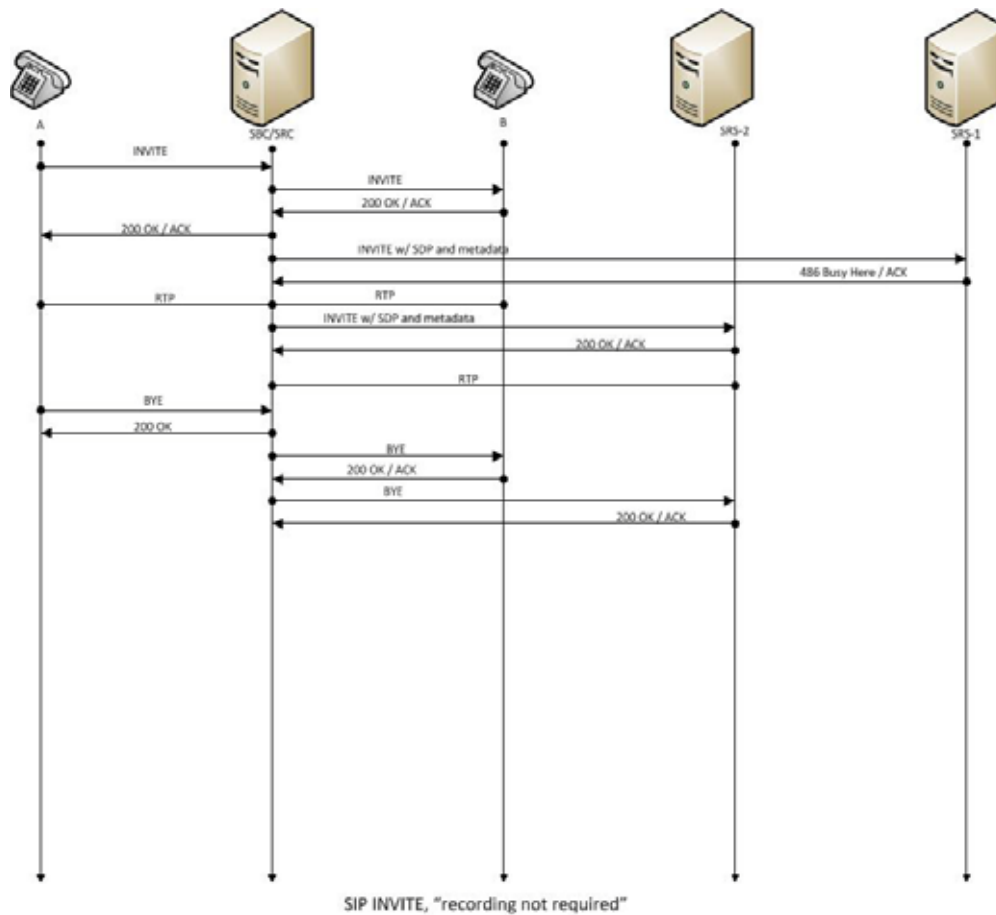 A
SBC/SRC
B
SRS-2
SRS-1
INVITE
INVITE
200 OK / ACK
200 OK / ACK
INVITE w/ SDP and metadata
486 Busy Here / ACK
RTP
RTP
INVITE w/ SDP and metadata
200 OK / ACK
RTP
BYE
200 OK
BYE
200 OK / ACK
BYE
200 OK / ACK
SIP INVITE, "recording not required"